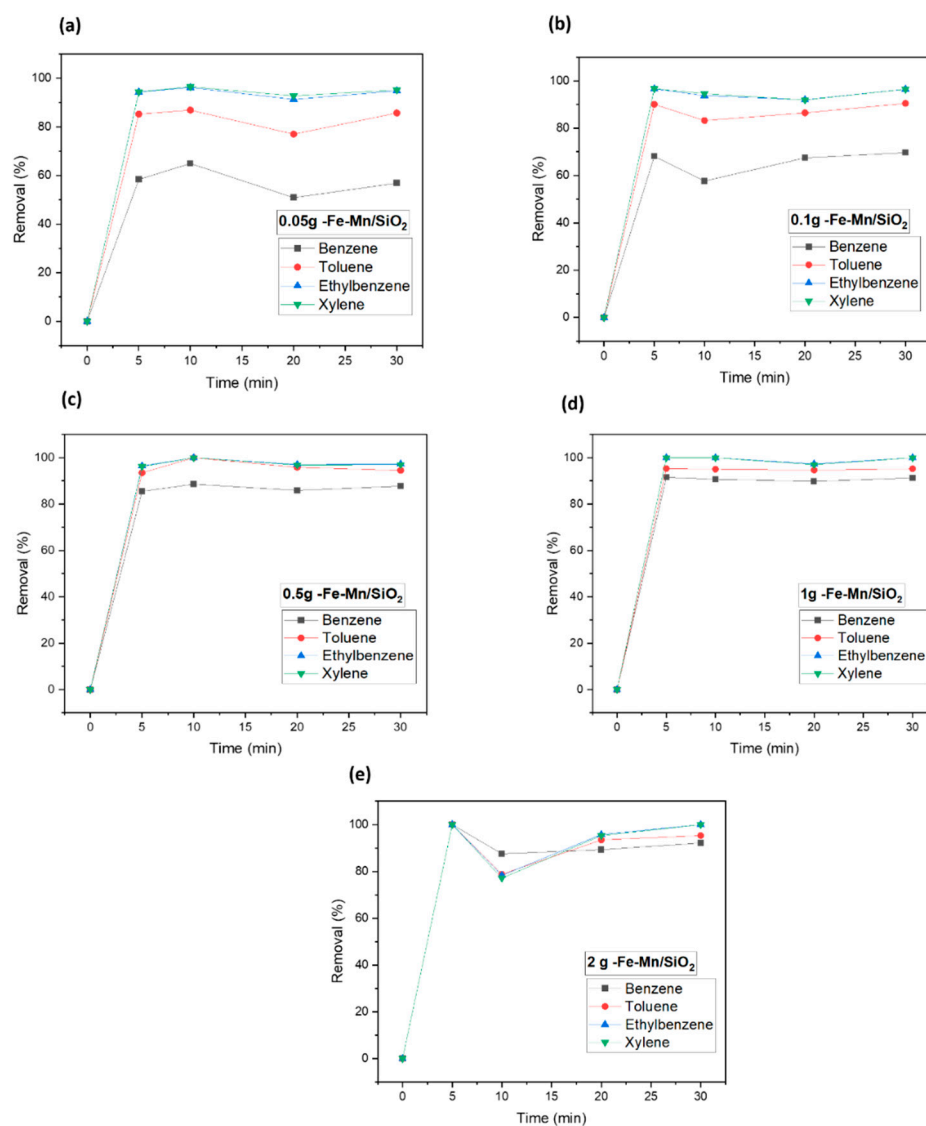 (a)
100
80
60
40
20
0
Removal (%)
0.05g -Fe-Mn/SiO₂
Benzene
Toluene
Ethylbenzene
Xylene
0 5 10 15 20 25 30
Time (min)
(b)
100
80
60
40
20
0
Removal (%)
0.1g -Fe-Mn/SiO₂
Benzene
Toluene
Ethylbenzene
Xylene
0 5 10 15 20 25 30
Time (min)
(c)
100
80
60
40
20
0
Removal (%)
0.5g -Fe-Mn/SiO₂
Benzene
Toluene
Ethylbenzene
Xylene
0 5 10 15 20 25 30
Time (min)
(d)
100
80
60
40
20
0
Removal (%)
1g -Fe-Mn/SiO₂
Benzene
Toluene
Ethylbenzene
Xylene
0 5 10 15 20 25 30
Time (min)
(e)
100
80
60
40
20
0
Removal (%)
2 g -Fe-Mn/SiO₂
Benzene
Toluene
Ethylbenzene
Xylene
0 5 10 15 20 25 30
Time (min)